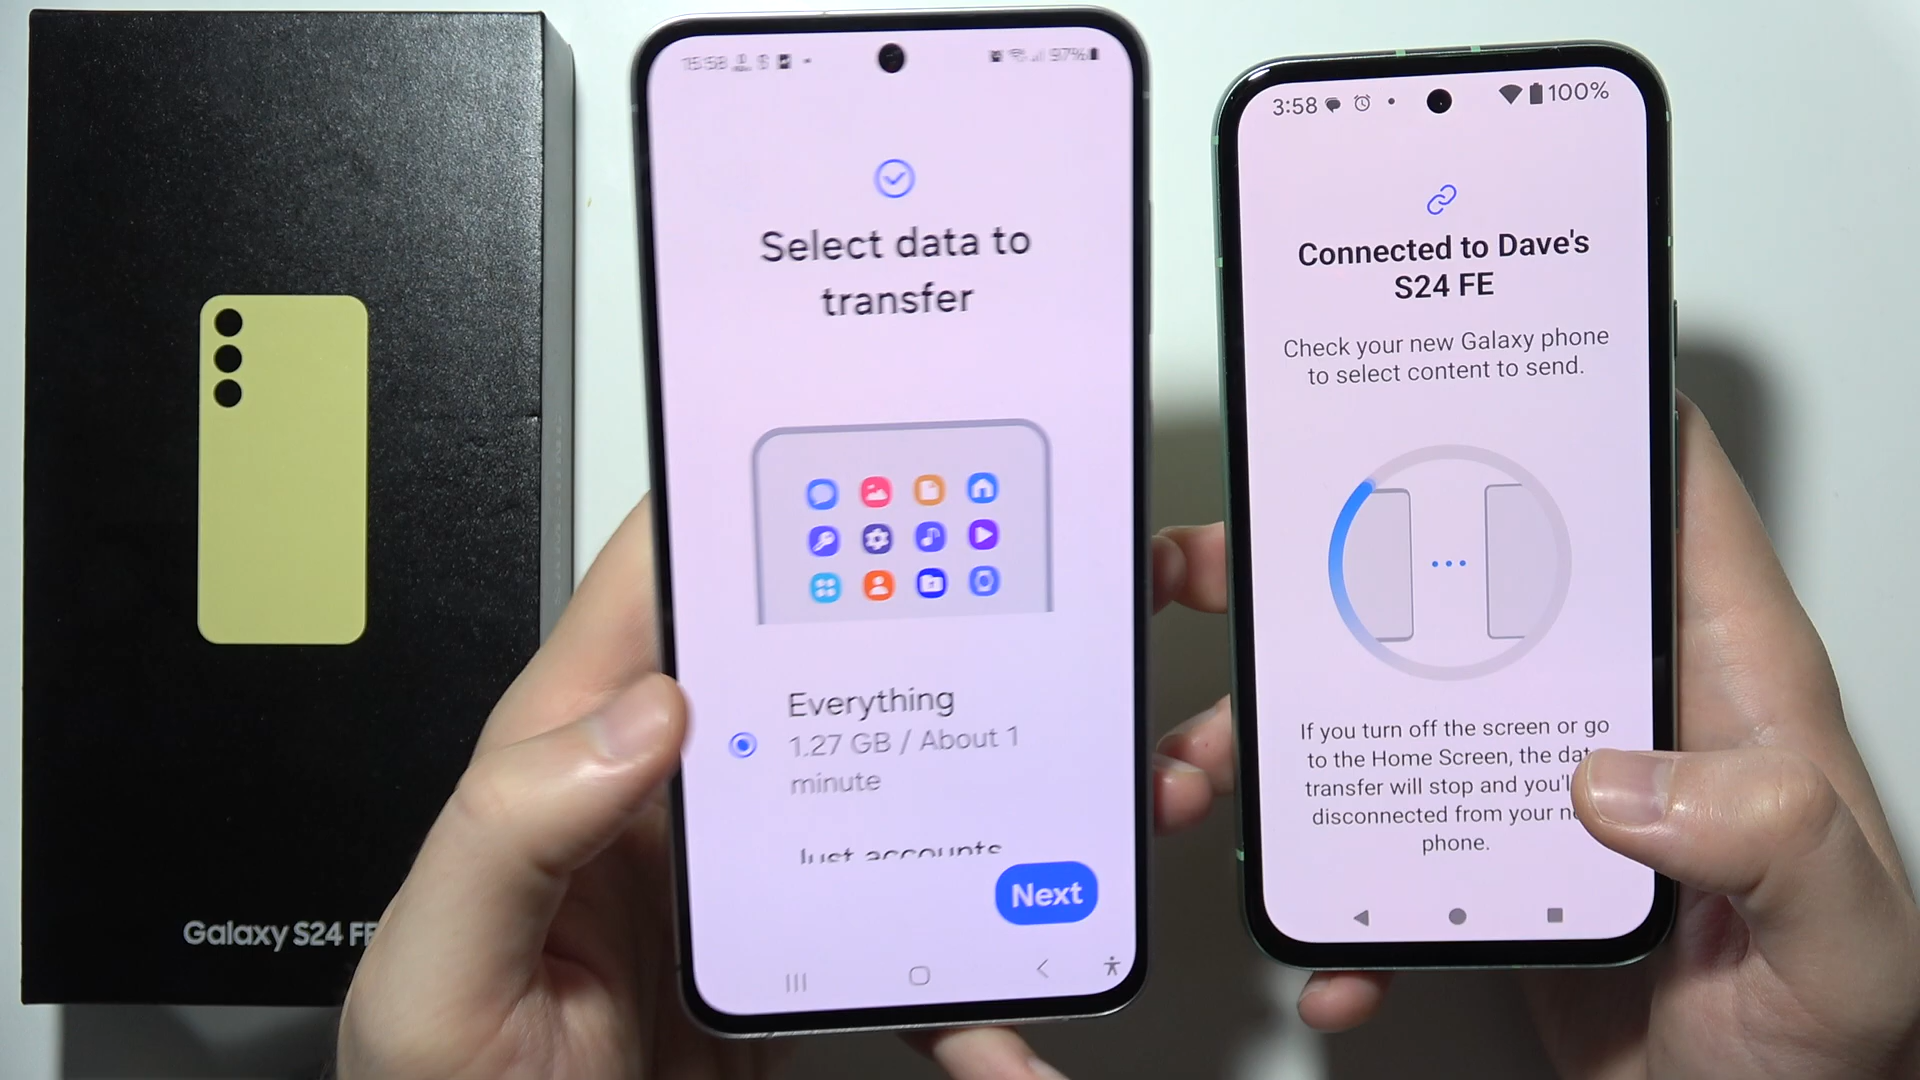 Galaxy S24 FE
15:58
97%
Select data to
transfer
Everything
1.27 GB / About 1
minute
Just accounts
Next
3:58
100%
Connected to Dave's
S24 FE
Check your new Galaxy phone
to select content to send.
If you turn off the screen or go
to the Home Screen, the dat
transfer will stop and you'l
disconnected from your n
phone.